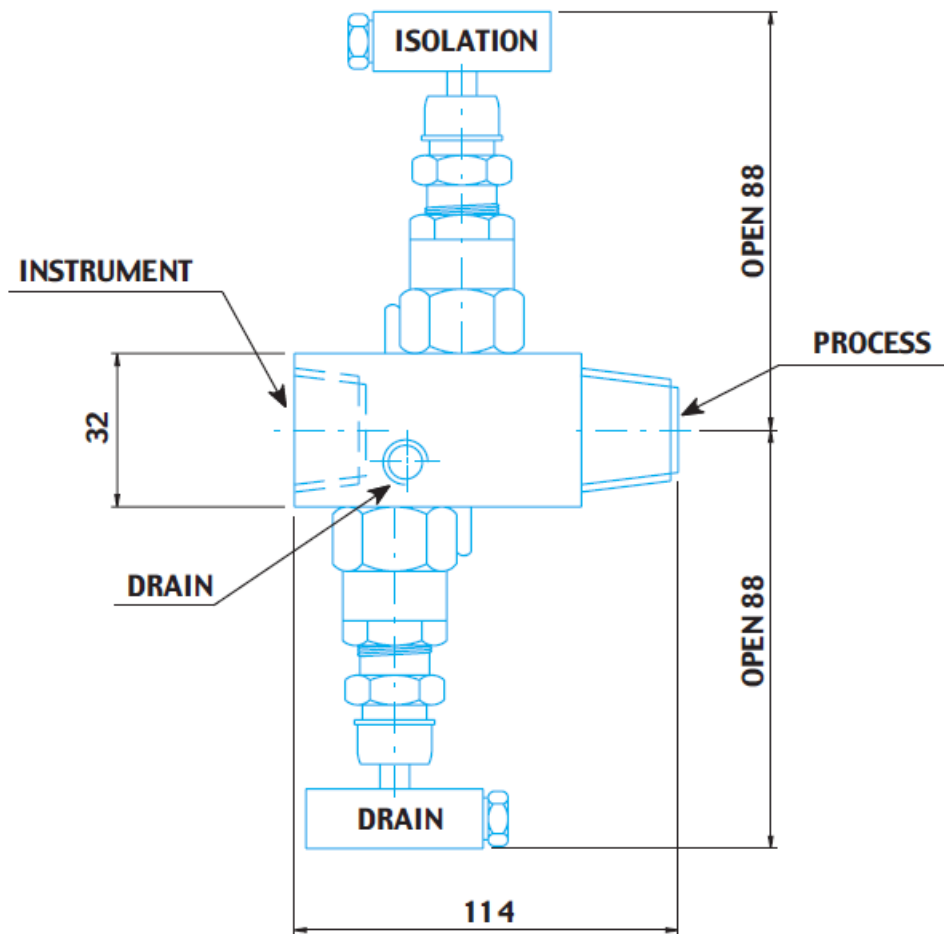 ISOLATION
OPEN 88
INSTRUMENT
PROCESS
32
DRAIN
OPEN 88
DRAIN
114